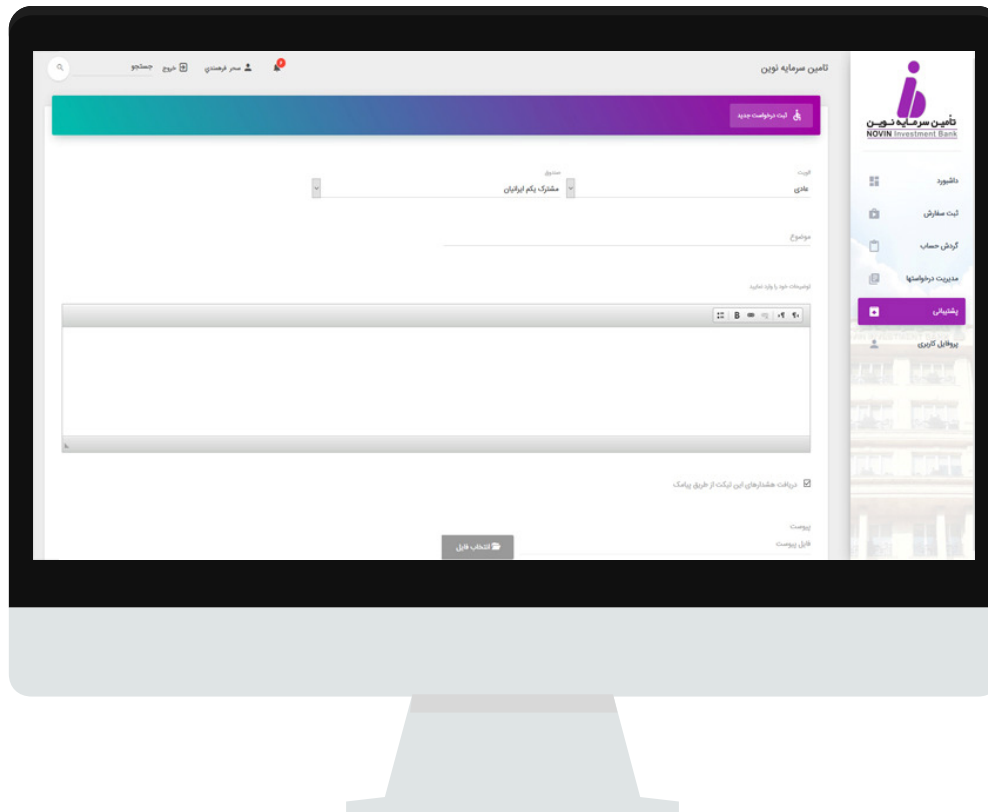 تامین سرمایه نوین
سحر فرهمندی
خروج
جستجو
تأمین سرمایه نوین
NOVIN Investment Bank
داشبورد
ثبت سفارش
گردش حساب
مدیریت درخواستها
پشتیبانی
پروفایل کاربری
ثبت درخواست جدید
الویت
عادی
صندوق
مشترک یکم ایرانیان
موضوع
توضیحات خود را وارد نمایید
B
دریافت هشدارهای این تیکت از طریق پیامک
پیوست
فایل پیوست
انتخاب فایل